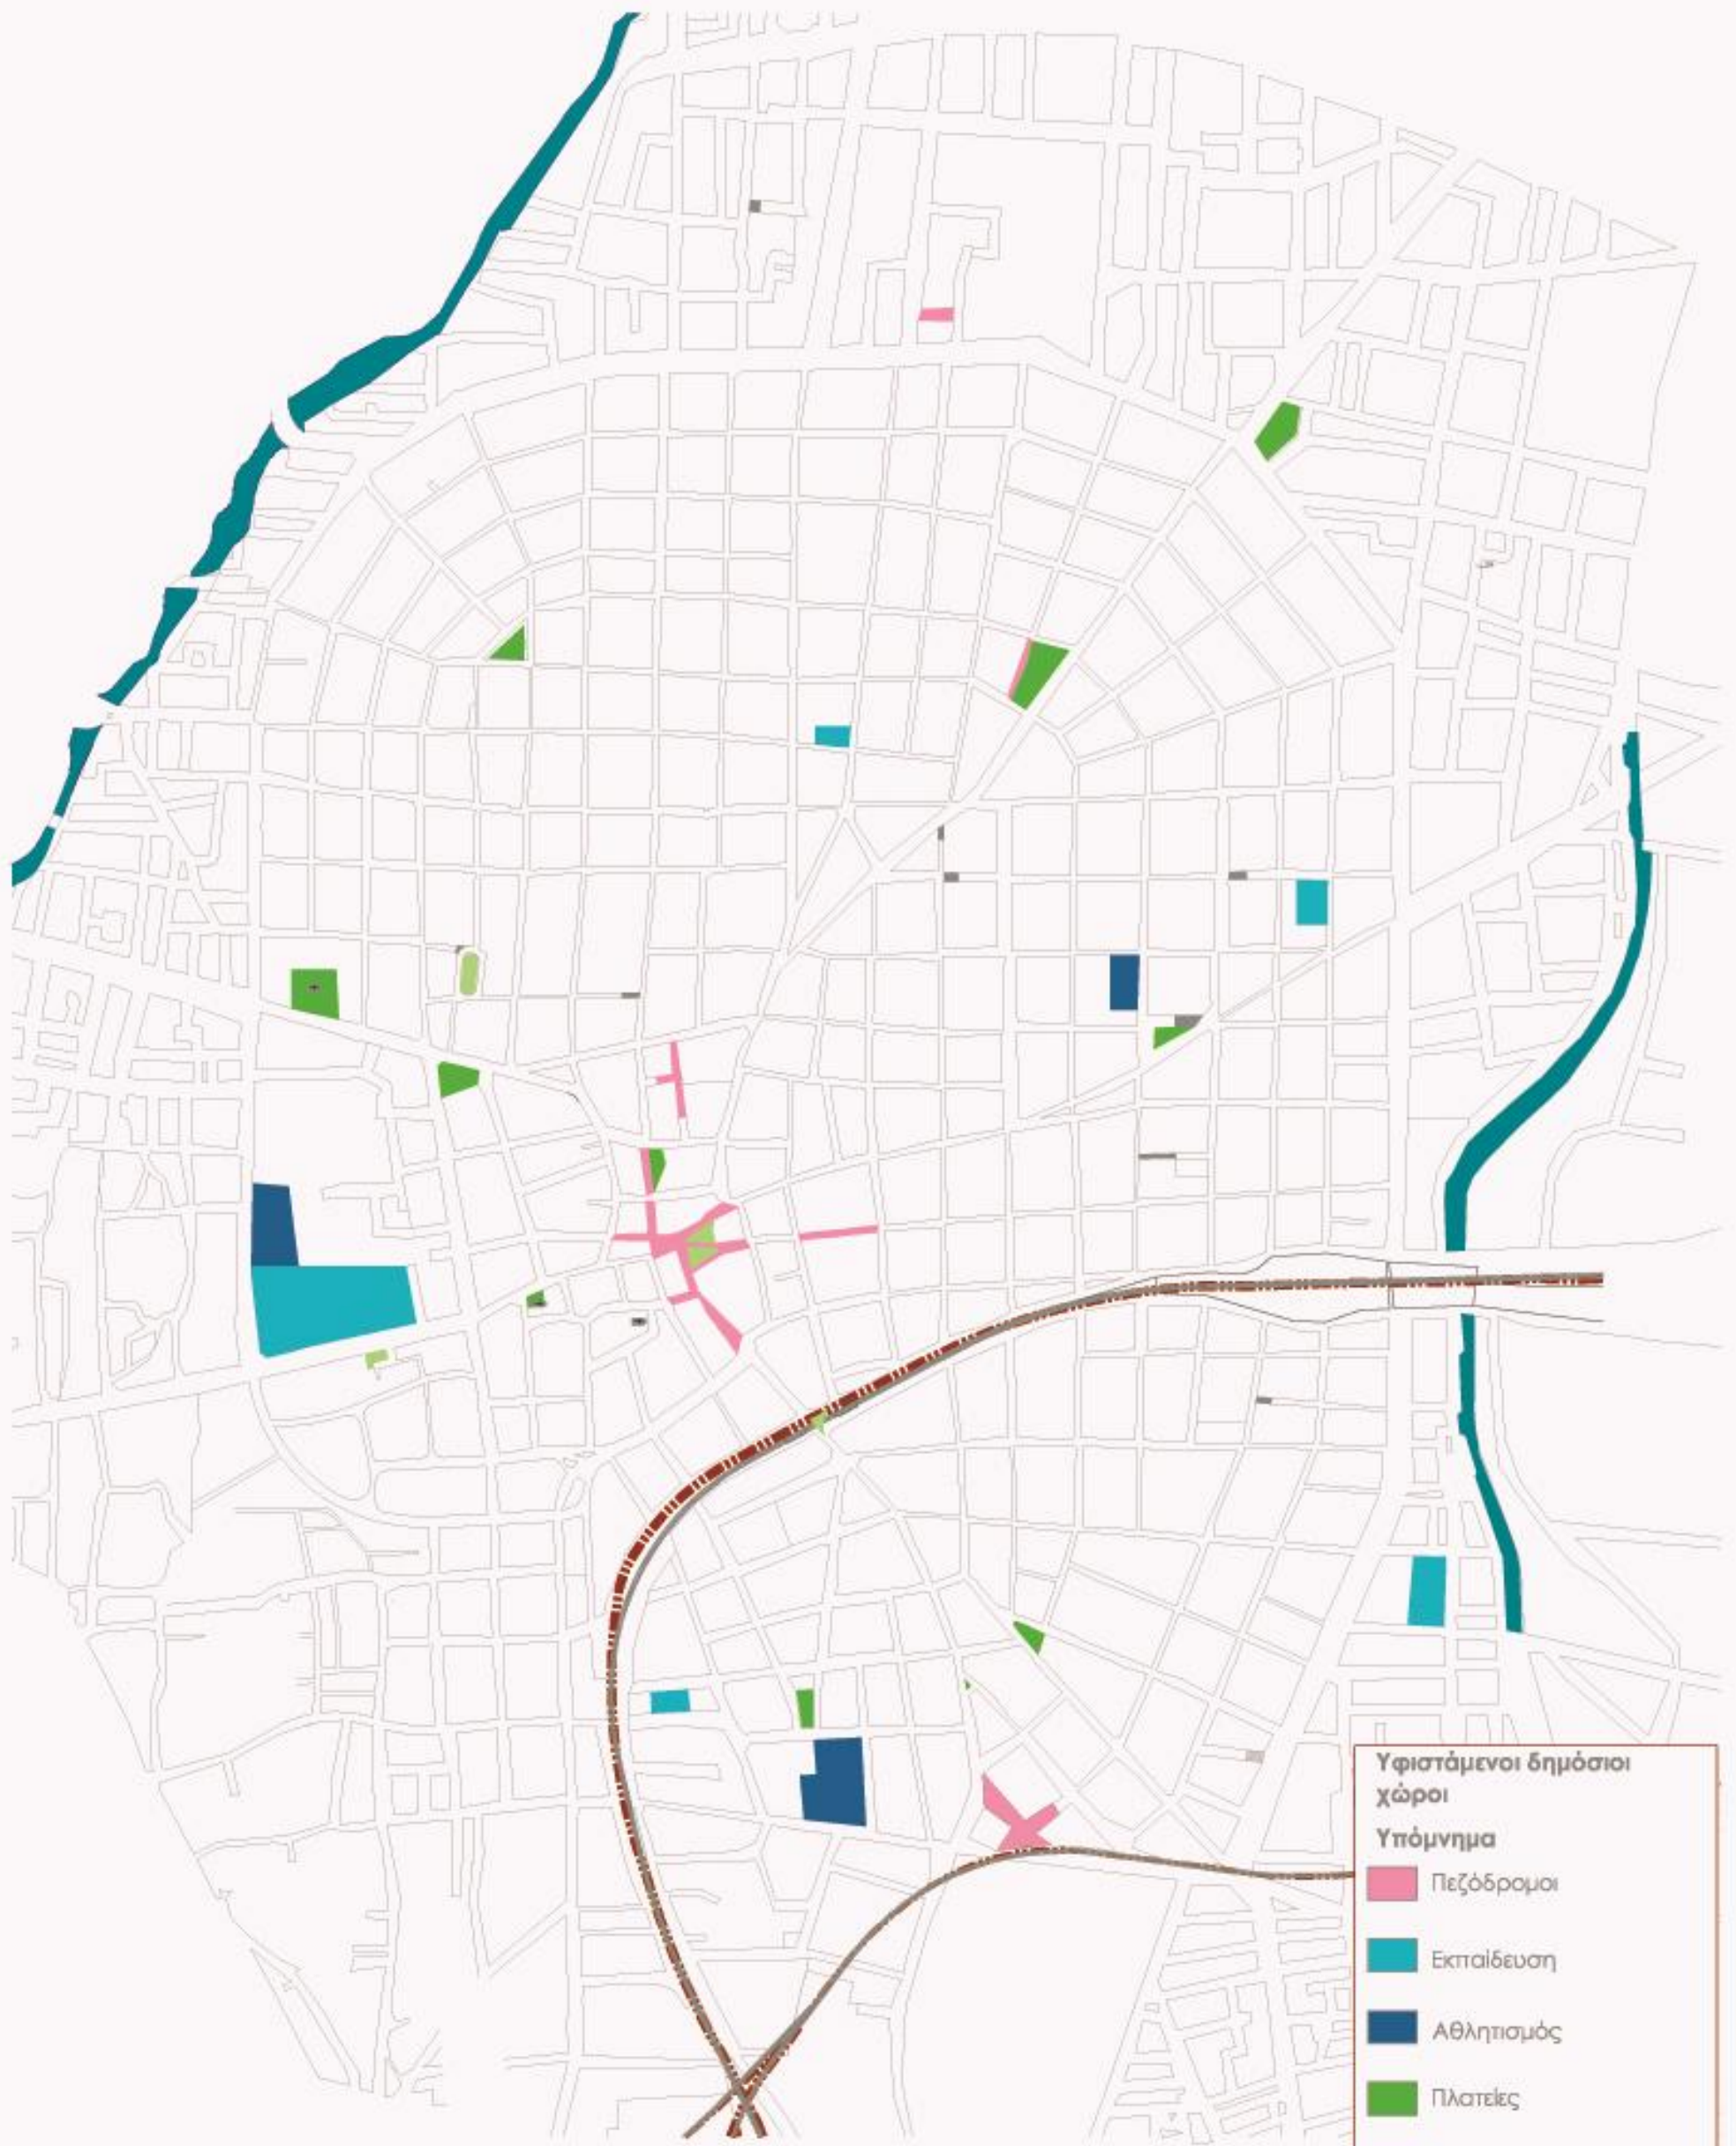 Υφιστάμενοι δημόσιοι
χώροι
Υπόμνημα
Πεζόδρομοι
Εκπαίδευση
Αθλητισμός
Πλατείες